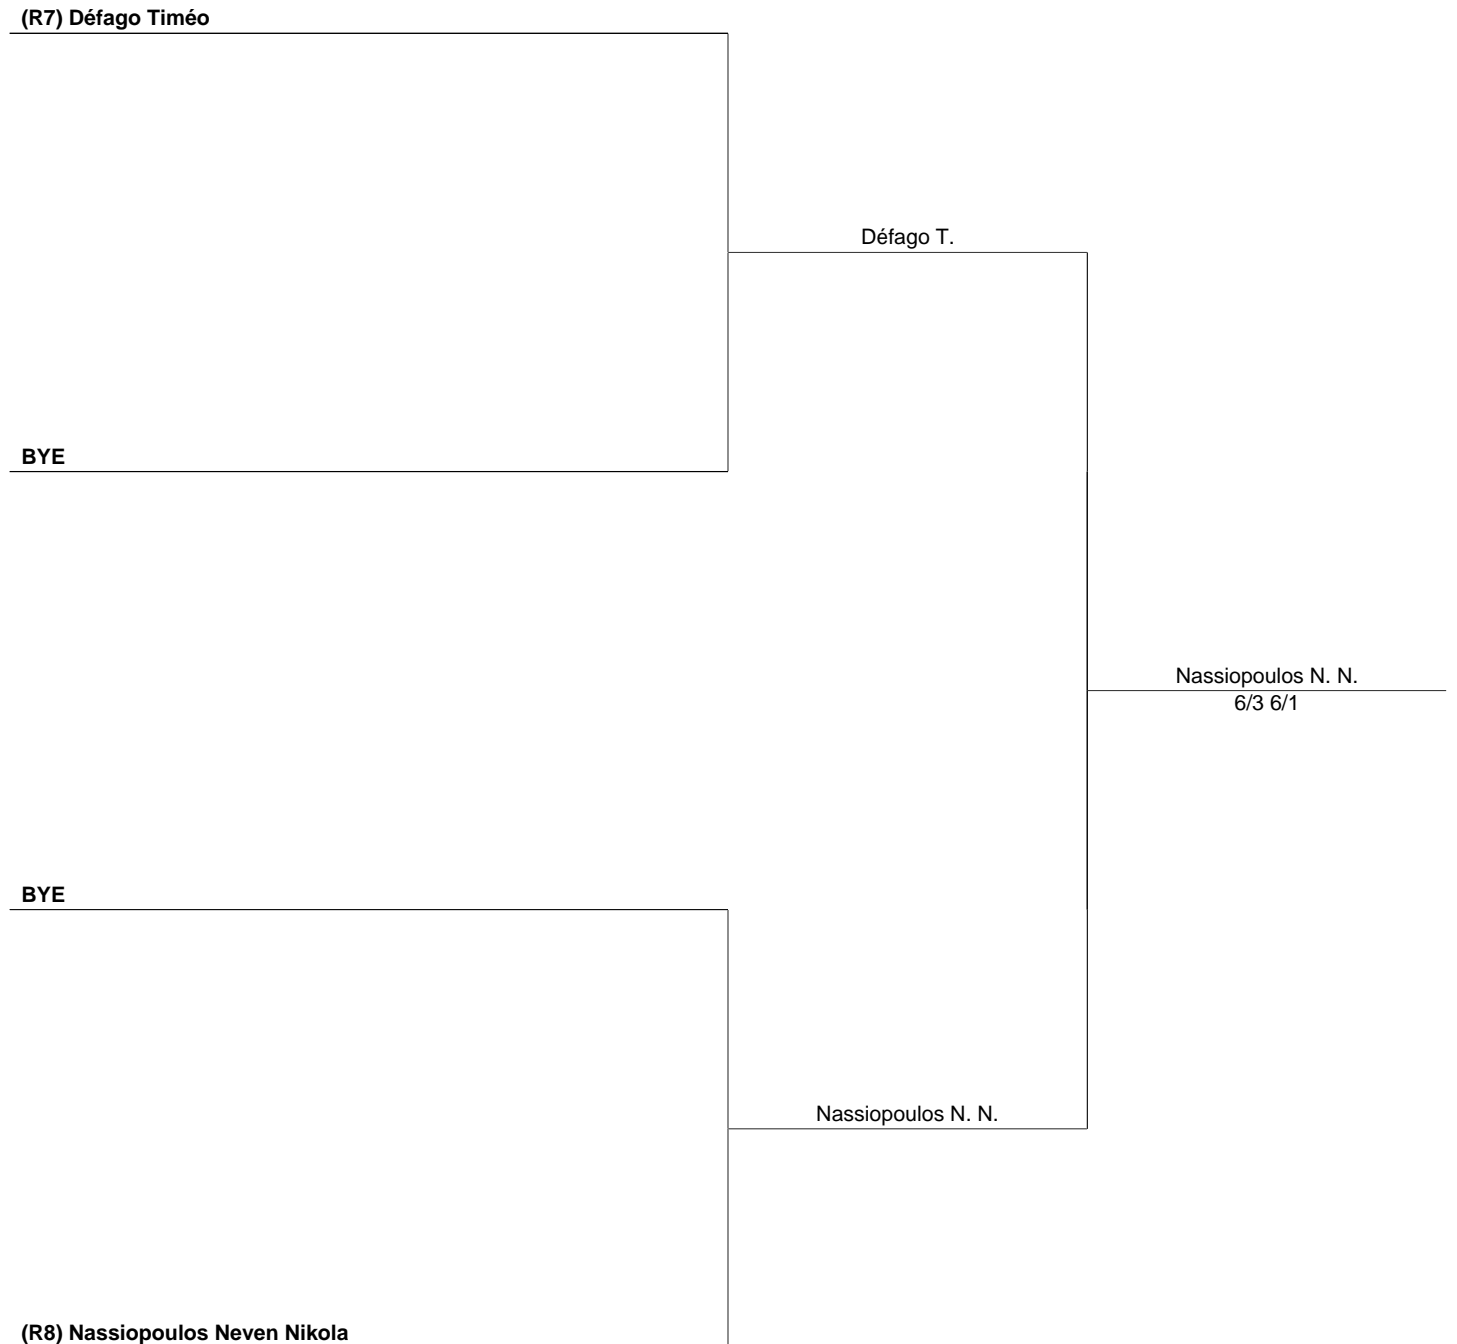 (R7) Défago Timéo
Défago T.
BYE
Nassiopoulos N. N.
6/3 6/1
BYE
Nassiopoulos N. N.
(R8) Nassiopoulos Neven Nikola